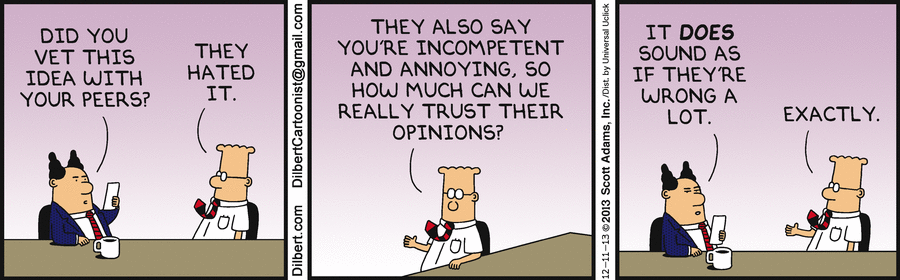 DID YOU
VET THIS
IDEA WITH
YOUR PEERS?
THEY
HATED
IT.
Dilbert.com DilbertCartoonist@gmail.com
THEY ALSO SAY
YOU'RE INCOMPETENT
AND ANNOYING, SO
HOW MUCH CAN WE
REALLY TRUST THEIR
OPINIONS?
12-11-13 © 2013 Scott Adams, Inc. /Dist. by Universal Uclick
IT DOES
SOUND AS
IF THEY'RE
WRONG A
LOT.
EXACTLY.